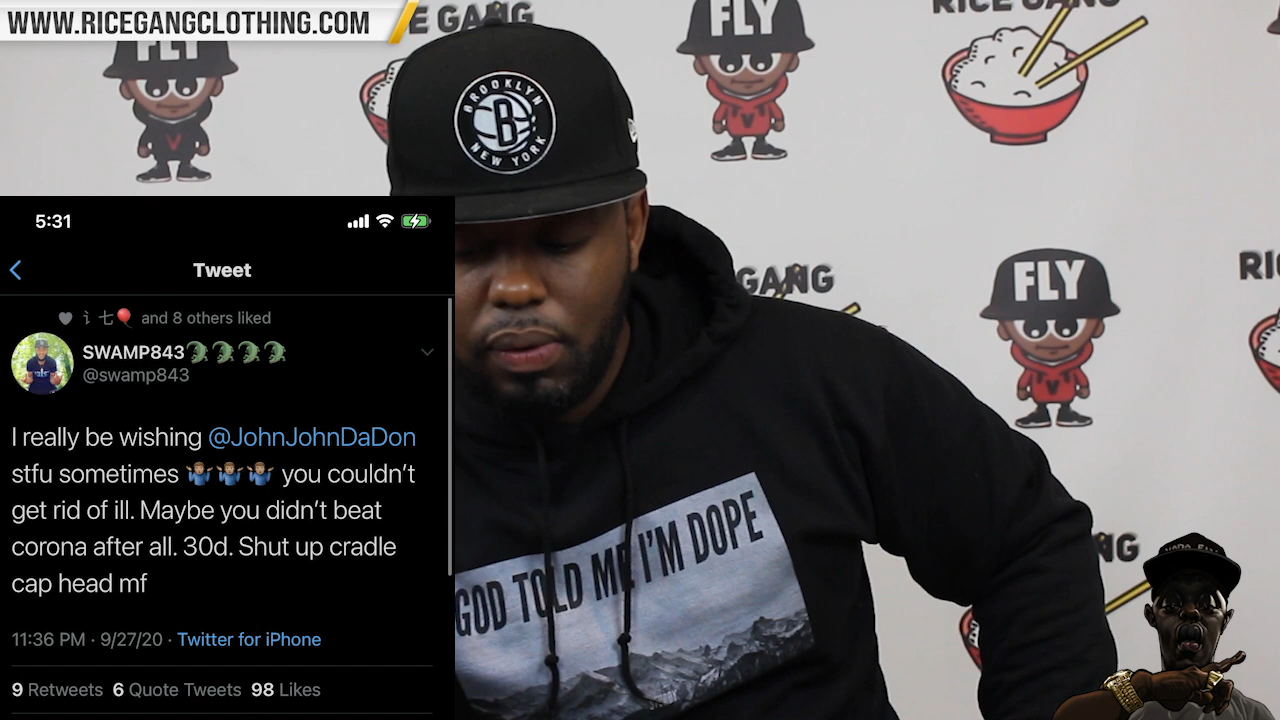 WWW.RICEGANGCLOTHING.COM
E GANG
RICE GANG
FLY
FLY
BROOKLYN
B
NEW YORK
GANG
FLY
RI
5:31
Tweet
and 8 others liked
SWAMP843🐊🐊🐊🐊
@swamp843
I really be wishing @JohnJohnDaDon
stfu sometimes 🤷🏽‍♂️🤷🏽‍♂️🤷🏽‍♂️ you couldn’t
get rid of ill. Maybe you didn’t beat
corona after all. 30d. Shut up cradle
cap head mf
11:36 PM · 9/27/20 · Twitter for iPhone
9 Retweets 6 Quote Tweets 98 Likes
GOD TOLD ME I'M DOPE
NG